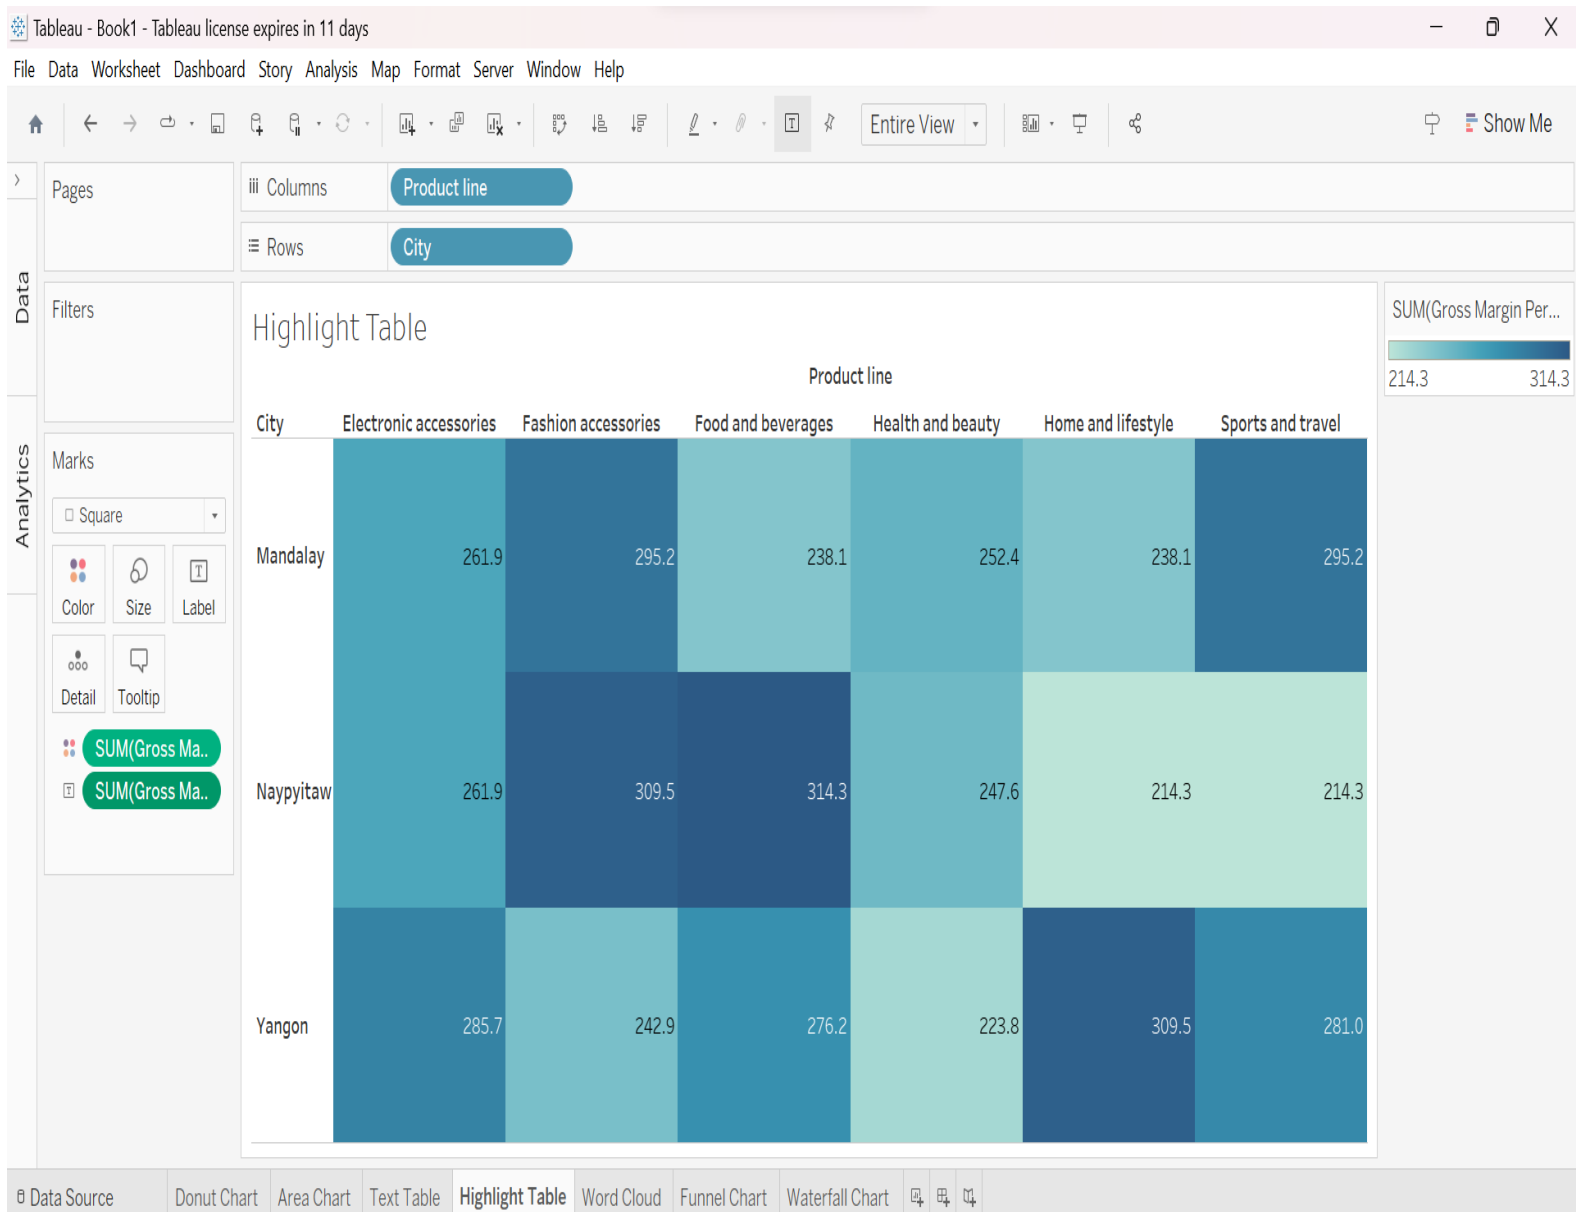 Tableau - Book1 - Tableau license expires in 11 days
File Data Worksheet Dashboard Story Analysis Map Format Server Window Help
Entire View
Show Me
Pages
Columns Product line
Rows City
Data
Filters
Analytics
Marks
Square
Color Size Label
Detail Tooltip
SUM(Gross Ma..
SUM(Gross Ma..
Highlight Table
Product line
City Electronic accessories Fashion accessories Food and beverages Health and beauty Home and lifestyle Sports and travel
Mandalay 261.9 295.2 238.1 252.4 238.1 295.2
Naypyitaw 261.9 309.5 314.3 247.6 214.3 214.3
Yangon 285.7 242.9 276.2 223.8 309.5 281.0
SUM(Gross Margin Per...
214.3 314.3
Data Source Donut Chart Area Chart Text Table Highlight Table Word Cloud Funnel Chart Waterfall Chart